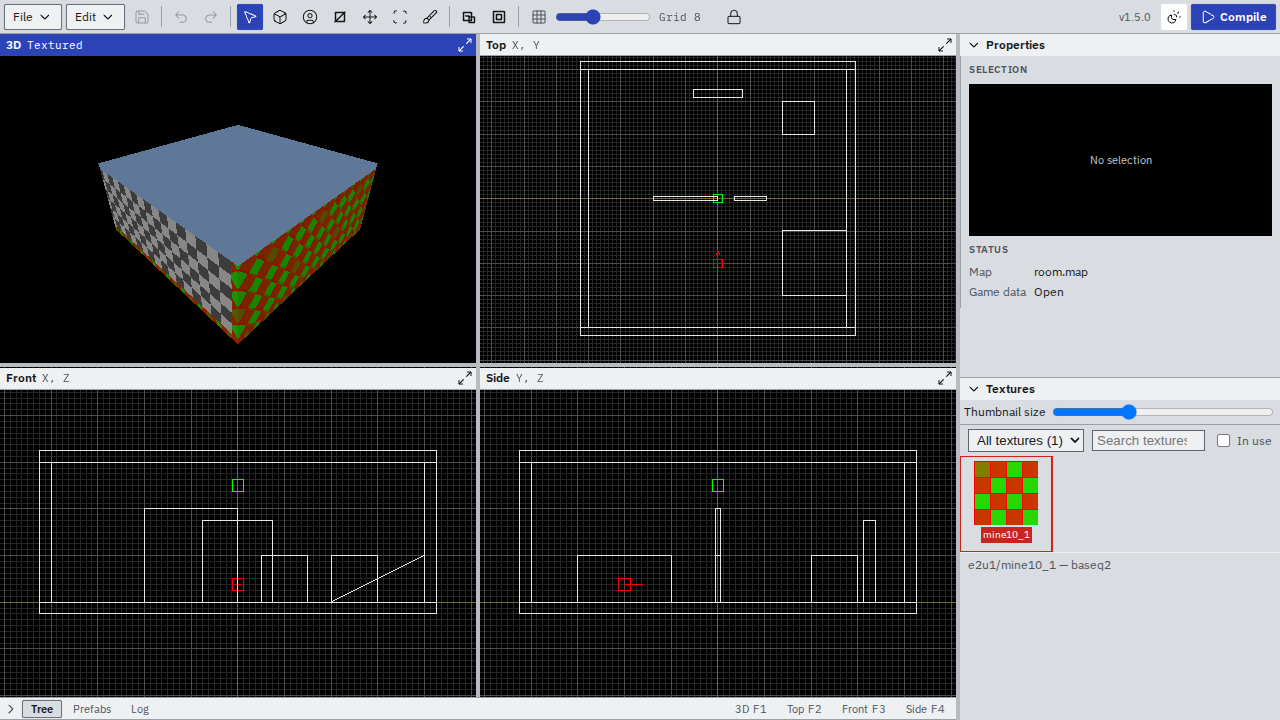 File
Edit
Grid 8
v1.5.0
Compile
3D Textured
Top X, Y
Properties
SELECTION
No selection
STATUS
Map room.map
Game data Open
Front X, Z
Side Y, Z
Textures
Thumbnail size
All textures (1)
Search textures
In use
mine10_1
e2u1/mine10_1 — baseq2
Tree
Prefabs
Log
3D F1
Top F2
Front F3
Side F4